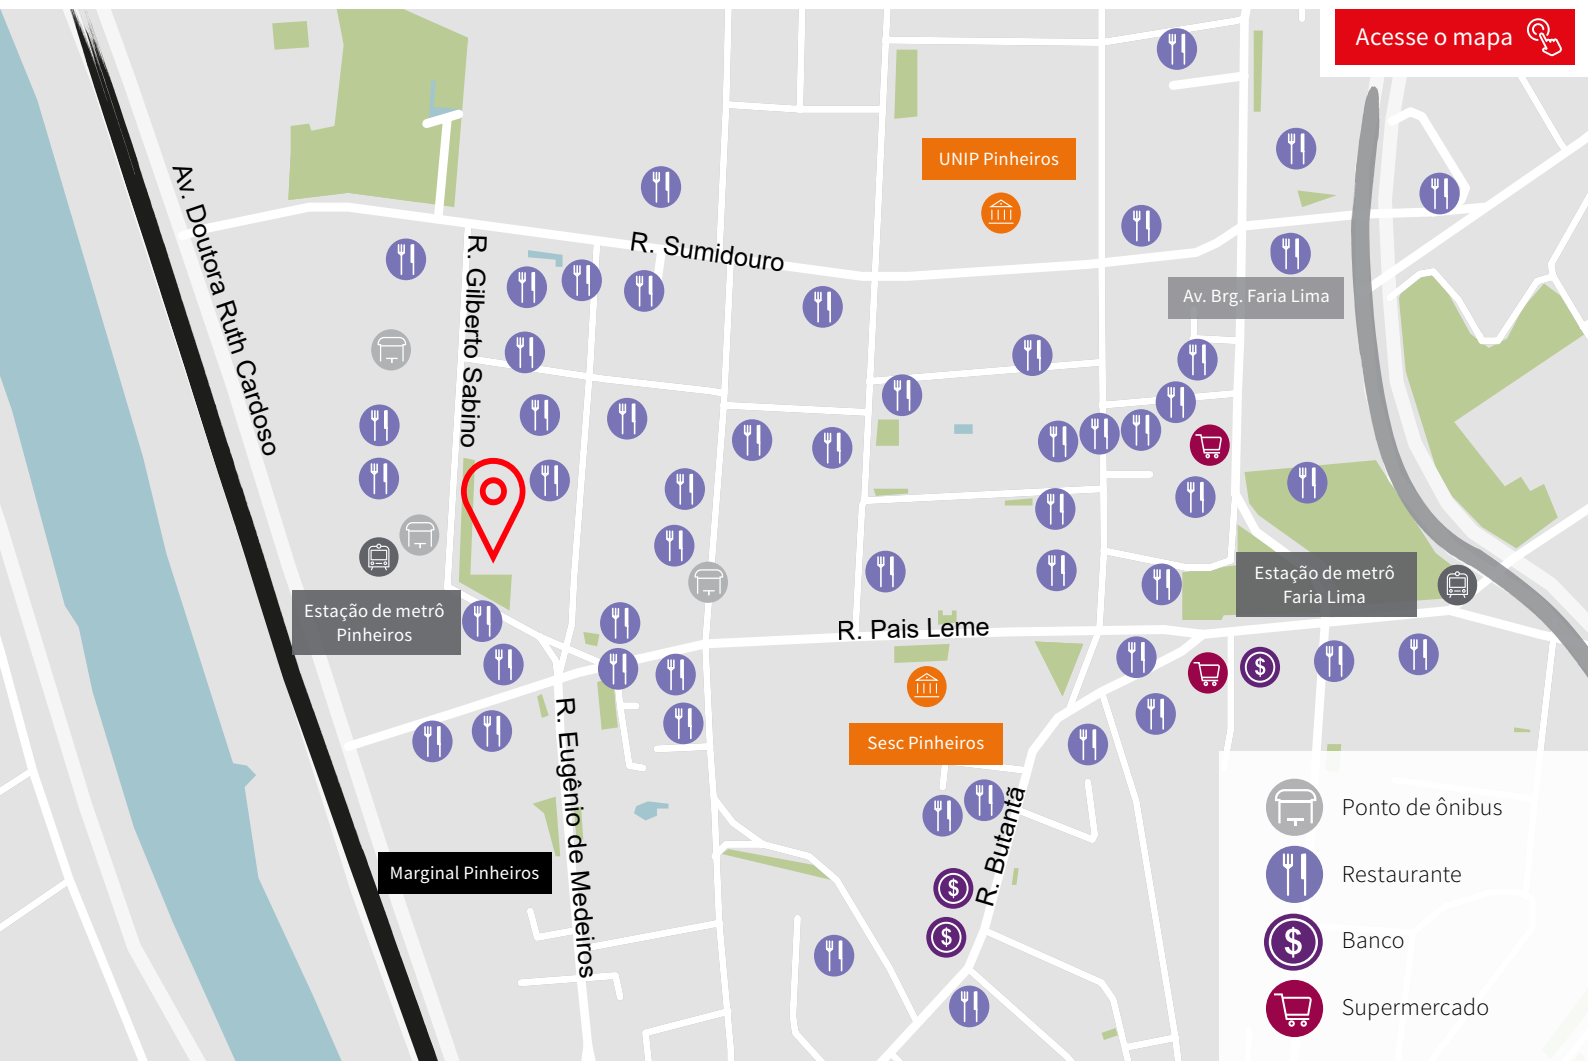 Acesse o mapa
UNIP Pinheiros
Av. Doutora Ruth Cardoso
R. Gilberto Sabino
R. Sumidouro
Av. Brg. Faria Lima
Estação de metrô
Faria Lima
Estação de metrô
Pinheiros
R. Pais Leme
Sesc Pinheiros
R. Eugênio de Medeiros
R. Butantã
Marginal Pinheiros
$
$
$
Ponto de ônibus
Restaurante
$ Banco
Supermercado